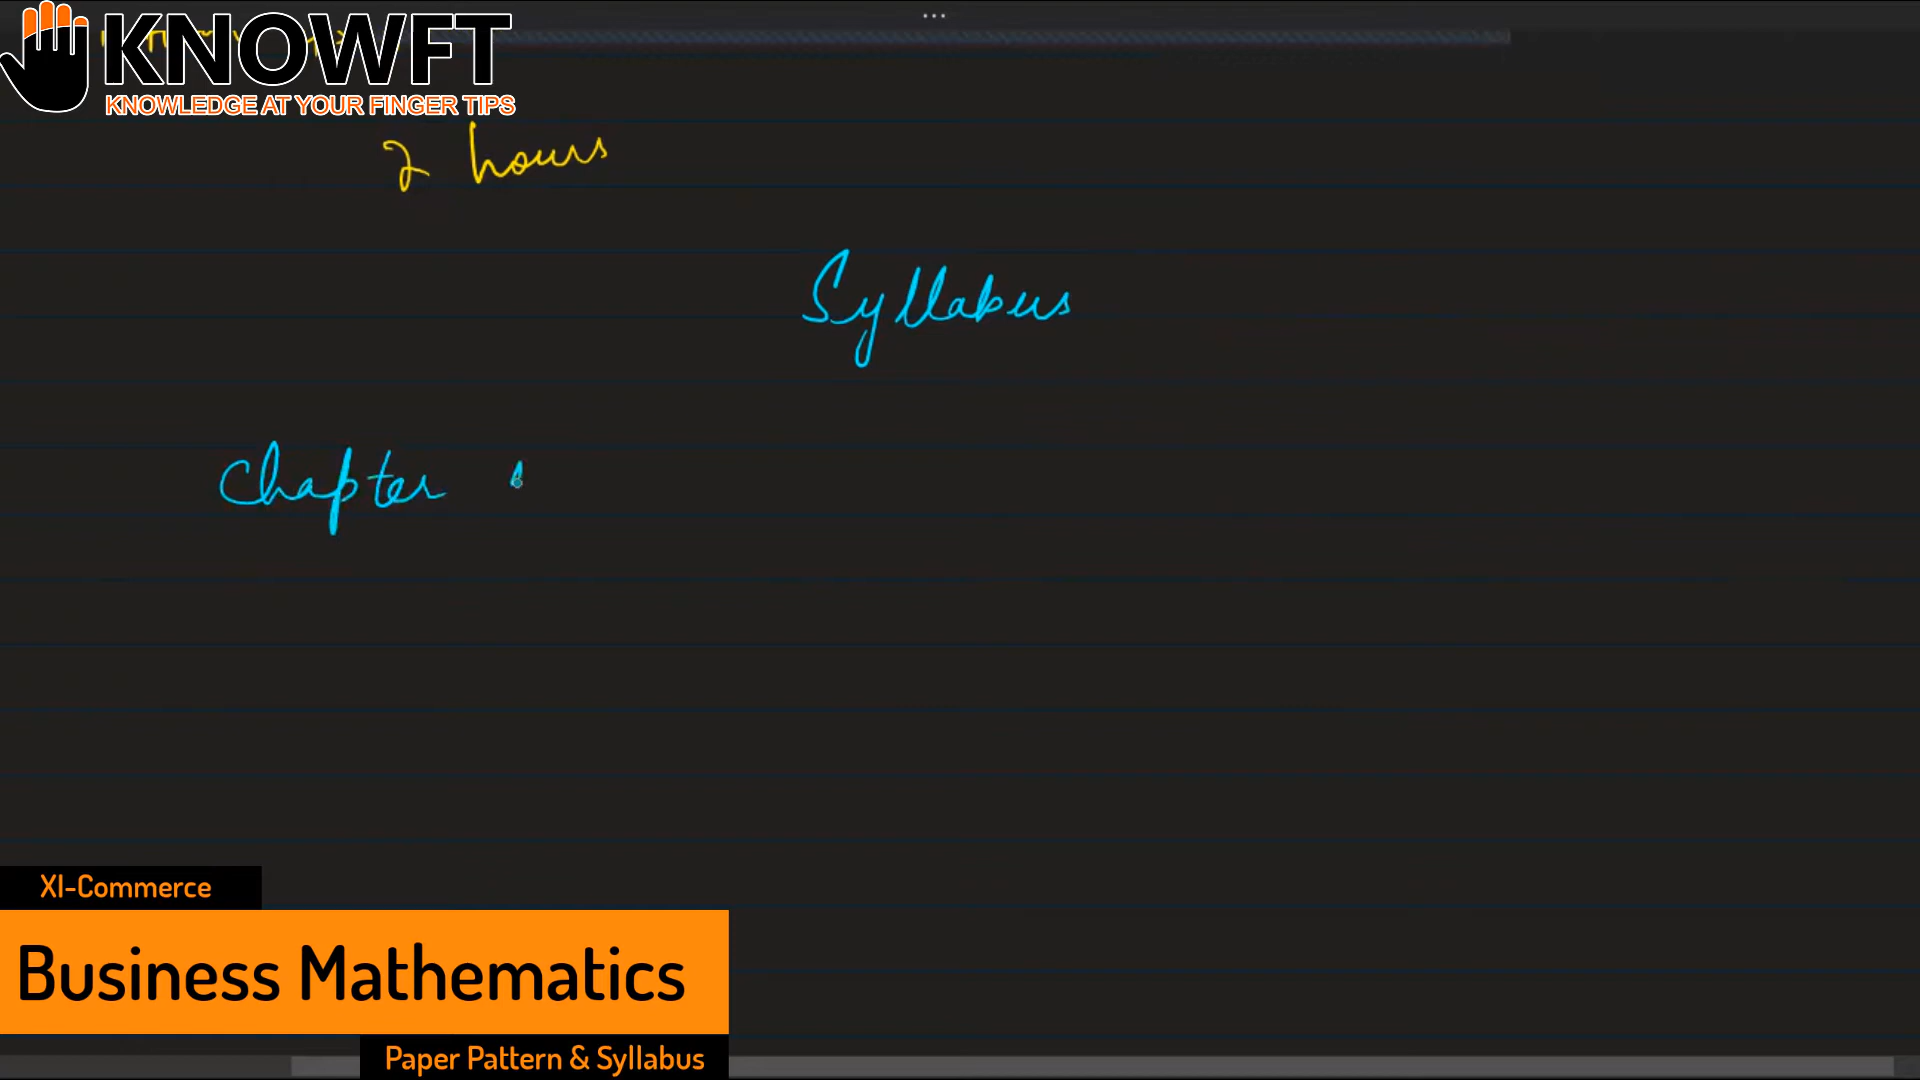 KNOWFT
KNOWLEDGE AT YOUR FINGER TIPS
2 hours
Syllabus
Chapter
XI-Commerce
Business Mathematics
Paper Pattern & Syllabus